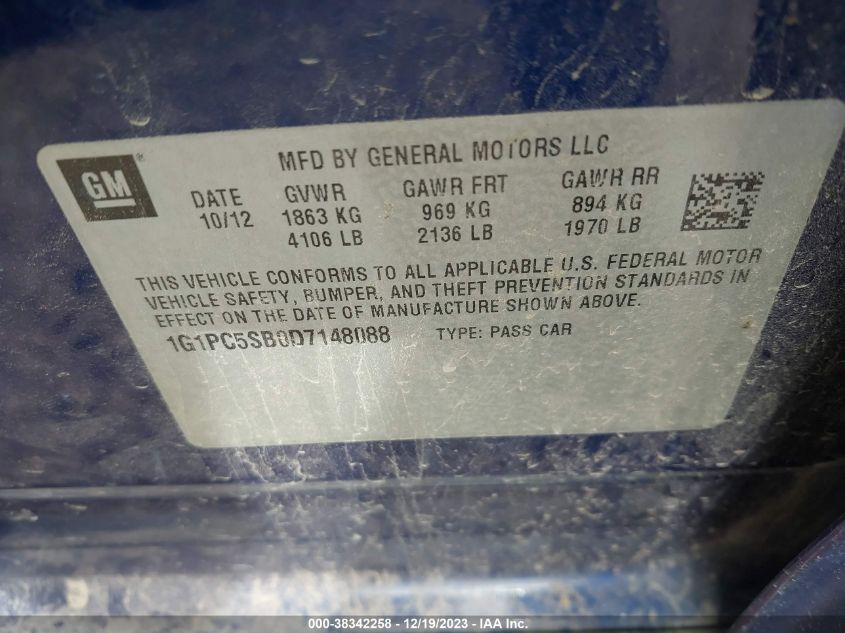 MFD BY GENERAL MOTORS LLC
GM ®
DATE GVWR GAWR FRT GAWR RR
10/12 1863 KG 969 KG 894 KG
4106 LB 2136 LB 1970 LB
THIS VEHICLE CONFORMS TO ALL APPLICABLE U.S. FEDERAL MOTOR
VEHICLE SAFETY, BUMPER, AND THEFT PREVENTION STANDARDS IN
EFFECT ON THE DATE OF MANUFACTURE SHOWN ABOVE.
1G1PC5SB0D7148088 TYPE: PASS CAR
000-38342258 - 12/19/2023 - IAA Inc.